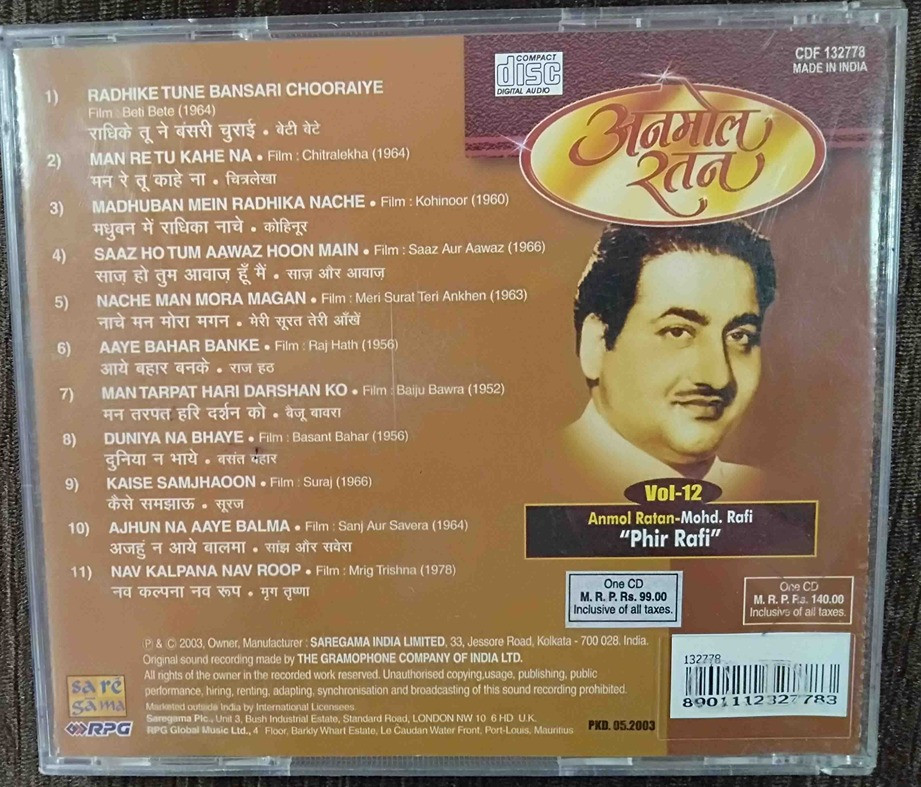 COMPACT
disc
DIGITAL AUDIO
CDF 132778
MADE IN INDIA
अनमोल
रतन
1) RADHIKE TUNE BANSARI CHOORAIYE
Film : Beti Bete (1964)
राधिके तू ने बंसरी चुराई • बेटी बेटे
2) MAN RE TU KAHE NA • Film : Chitralekha (1964)
मन रे तू काहे ना • चित्रलेखा
3) MADHUBAN MEIN RADHIKA NACHE • Film : Kohinoor (1960)
मधुबन में राधिका नाचे • कोहिनूर
4) SAAZ HO TUM AAWAZ HOON MAIN • Film : Saaz Aur Aawaz (1966)
साज़ हो तुम आवाज़ हूँ मैं • साज़ और आवाज
5) NACHE MAN MORA MAGAN • Film : Meri Surat Teri Ankhen (1963)
नाचे मन मोरा मगन • मेरी सूरत तेरी आँखें
6) AAYE BAHAR BANKE • Film : Raj Hath (1956)
आये बहार बनके • राज हठ
7) MAN TARPAT HARI DARSHAN KO • Film : Baiju Bawra (1952)
मन तरपत हरि दर्शन को • बैजू बावरा
8) DUNIYA NA BHAYE • Film : Basant Bahar (1956)
दुनिया न भाये • बसंत बहार
9) KAISE SAMJHAOON • Film : Suraj (1966)
कैसे समझाऊ • सूरज
10) AJHUN NA AAYE BALMA • Film : Sanj Aur Savera (1964)
अजहुं न आये बालमा • सांझ और सवेरा
11) NAV KALPANA NAV ROOP • Film : Mrig Trishna (1978)
नव कल्पना नव रूप • मृग तृष्णा
Vol-12
Anmol Ratan-Mohd. Rafi
"Phir Rafi"
One CD
M. R. P. Rs. 99.00
Inclusive of all taxes.
One CD
M. R. P. Rs. 140.00
Inclusive of all taxes.
℗ & © 2003, Owner, Manufacturer : SAREGAMA INDIA LIMITED, 33, Jessore Road, Kolkata - 700 028. India.
Original sound recording made by THE GRAMOPHONE COMPANY OF INDIA LTD.
All rights of the owner in the recorded work reserved. Unauthorised copying,usage, publishing, public
performance, hiring, renting, adapting, synchronisation and broadcasting of this sound recording prohibited.
Marketed outside India by International Licensees.
Saregama Plc., Unit 3, Bush Industrial Estate, Standard Road, LONDON NW 10 6 HD U.K.
RPG Global Music Ltd., 4 Floor, Barkly Wharf Estate, Le Caudan Water Front, Port-Louis, Mauritius
PKD. 05.2003
sa re
ga ma
RPG
132778
8901112327783